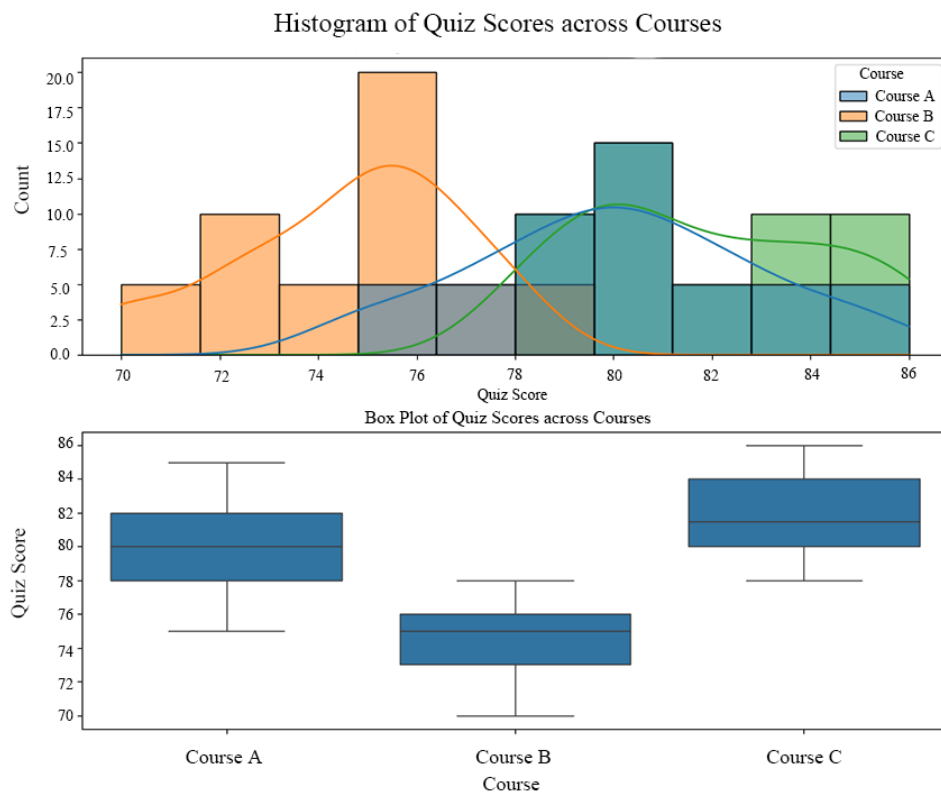 Histogram of Quiz Scores across Courses
20.0
17.5
15.0
12.5
10.0
7.5
5.0
2.5
0.0
Count
Course
Course A
Course B
Course C
70 72 74 76 78 80 82 84 86
Quiz Score
Box Plot of Quiz Scores across Courses
86
84
82
80
78
76
74
72
70
Quiz Score
Course A Course B Course C
Course